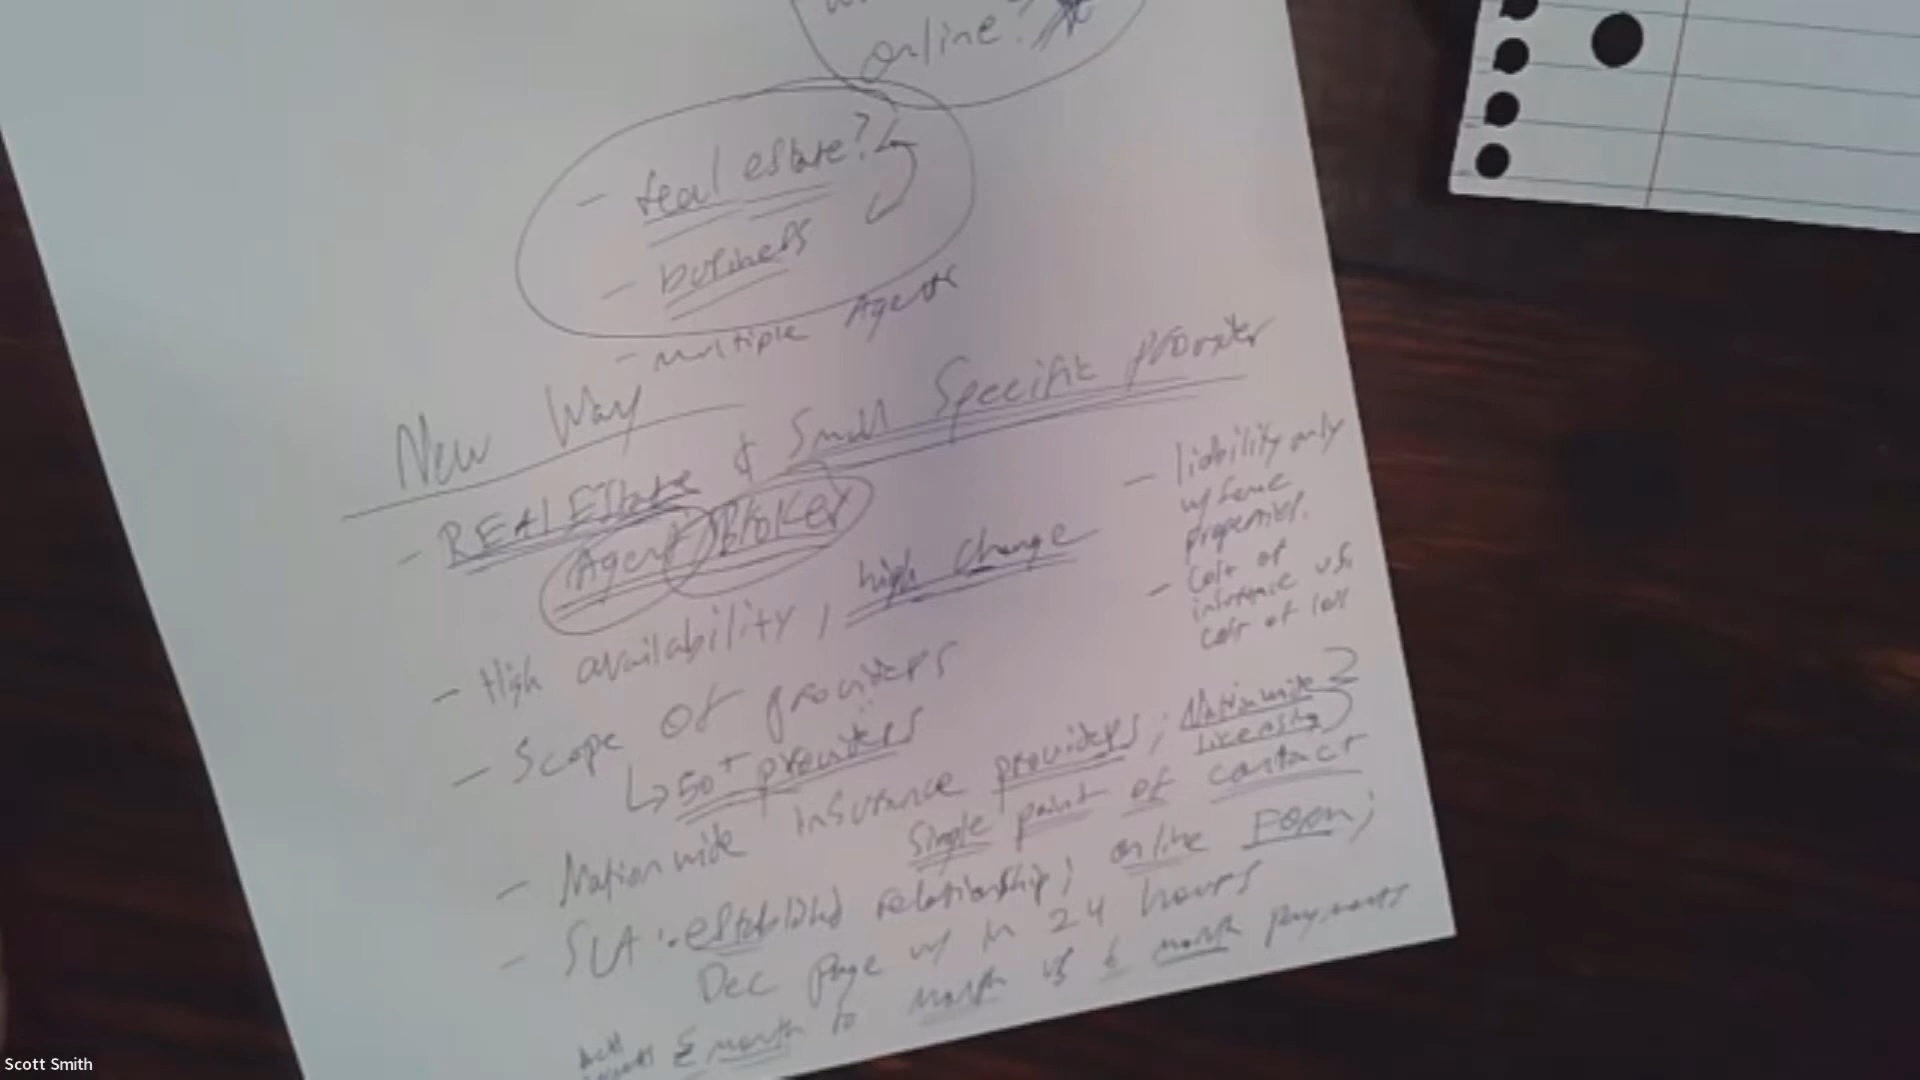 online?
- real estate?
- business
- multiple Agents
New Way
- REAL EState & Small Specific provider
Agent Broker
- High availability, high change
- Scope of providers
↳ 50+ providers
- Nationwide insurance providers; Nationwide licensing
Single point of contact
- SLA: established relationship; online Form;
Dec page w/in 24 hours
month to month vs 6 month payments
- liability only
w/ some
properties.
- Cost of
insurance vs.
cost of loss
Scott Smith